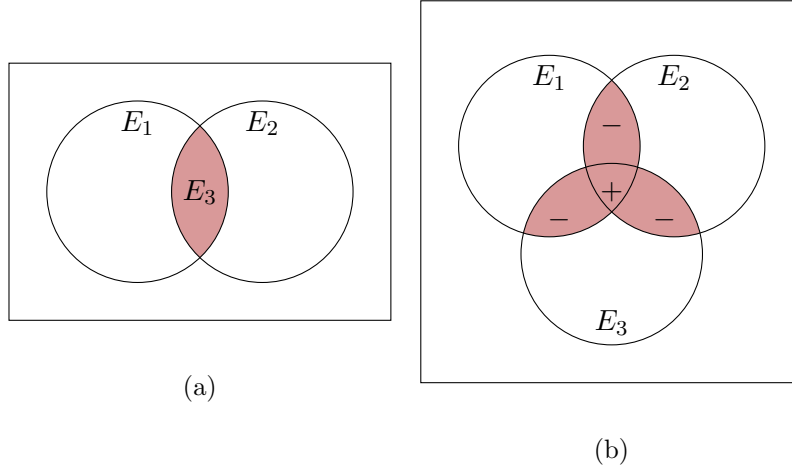 E₁ E₂
E₃
(a)
E₁ E₂
−
+
− −
E₃
(b)